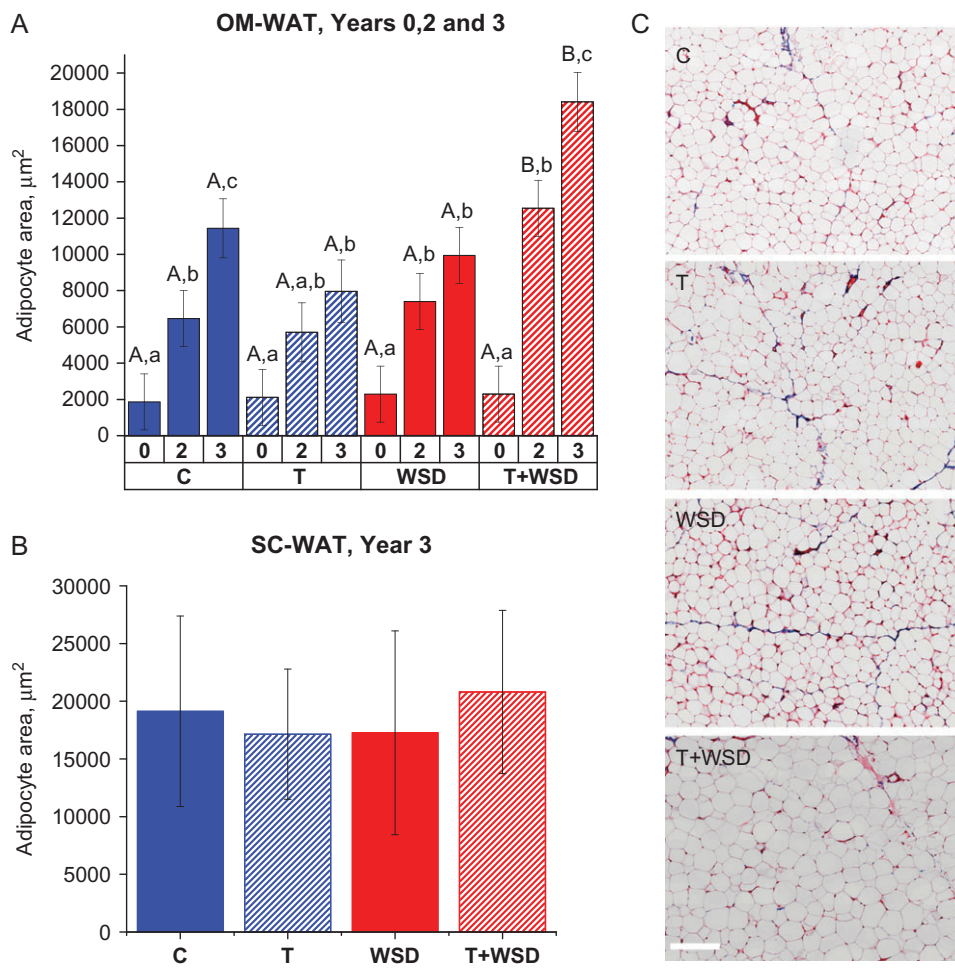 A
OM-WAT, Years 0,2 and 3
Adipocyte area, µm²
20000
18000
16000
14000
12000
10000
8000
6000
4000
2000
0
A,a
A,b
A,c
A,a
A,a,b
A,b
A,a
A,b
A,b
A,a
B,b
B,c
0 2 3 0 2 3 0 2 3 0 2 3
C T WSD T+WSD
B
SC-WAT, Year 3
Adipocyte area, µm²
30000
25000
20000
15000
10000
5000
0
C T WSD T+WSD
C
C
T
WSD
T+WSD